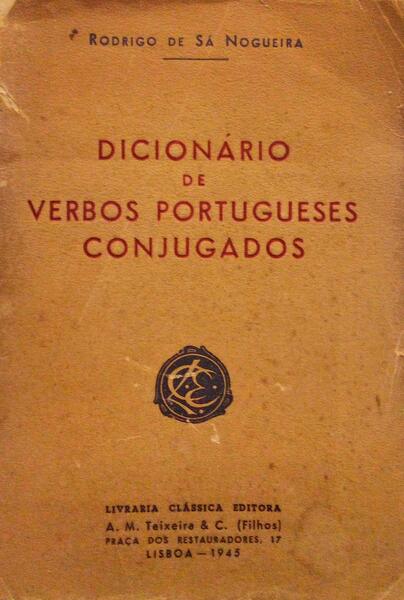 RODRIGO DE SÁ NOGUEIRA
DICIONÁRIO
DE
VERBOS PORTUGUESES
CONJUGADOS
LIVRARIA CLÁSSICA EDITORA
A. M. Teixeira & C. (Filhos)
PRAÇA DOS RESTAURADORES, 17
LISBOA — 1945